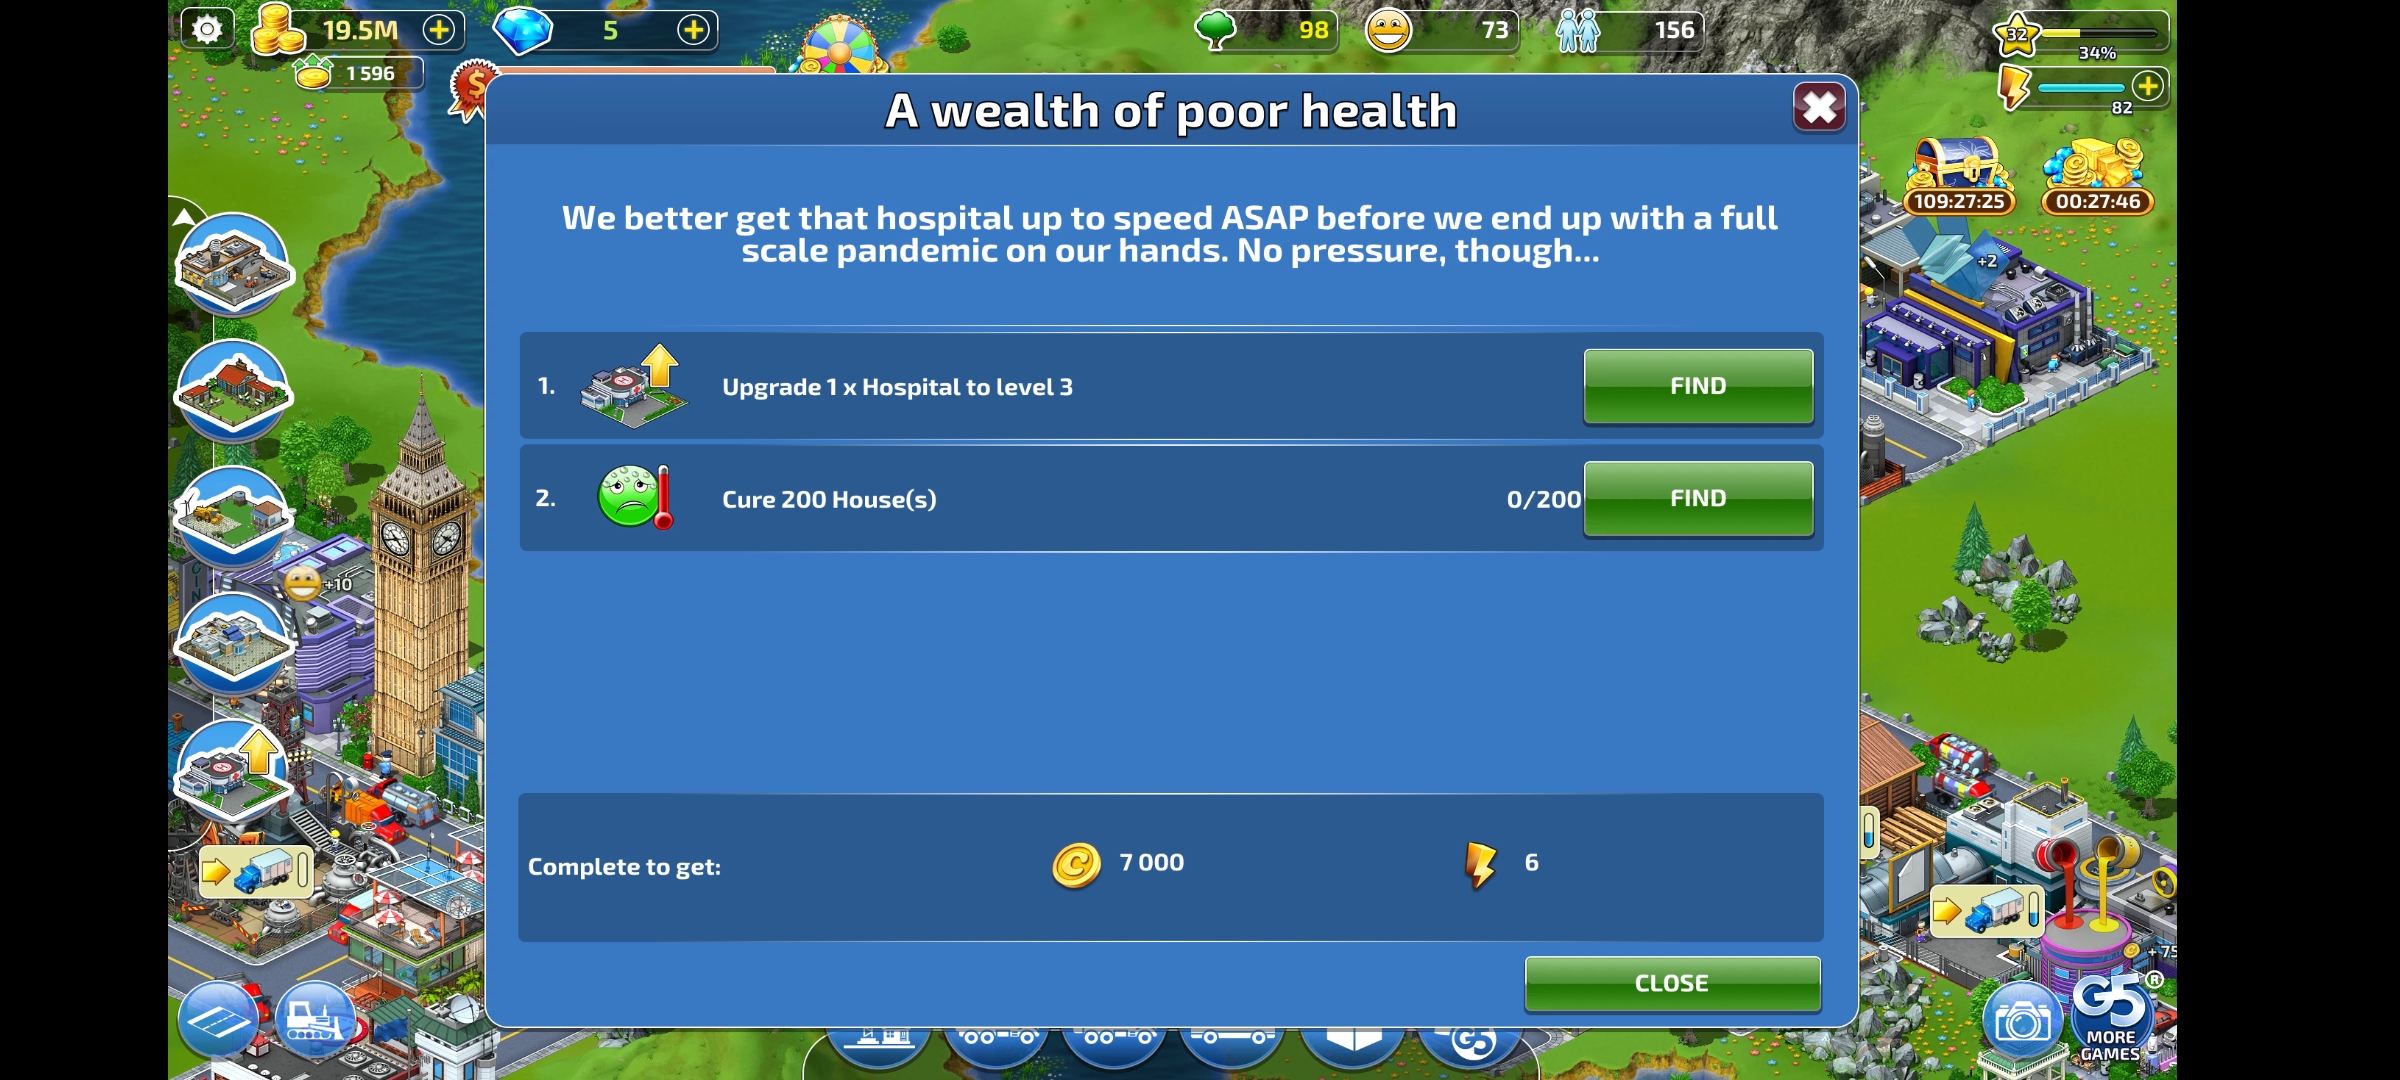 19.5M
5
98
73
156
32
34%
1 596
82
A wealth of poor health
109:27:25
00:27:46
We better get that hospital up to speed ASAP before we end up with a full
scale pandemic on our hands. No pressure, though...
+2
1.
Upgrade 1 x Hospital to level 3
FIND
2.
Cure 200 House(s)
0/200
FIND
+10
Complete to get:
7 000
6
+75
CLOSE
G5
®
MORE
GAMES
G5